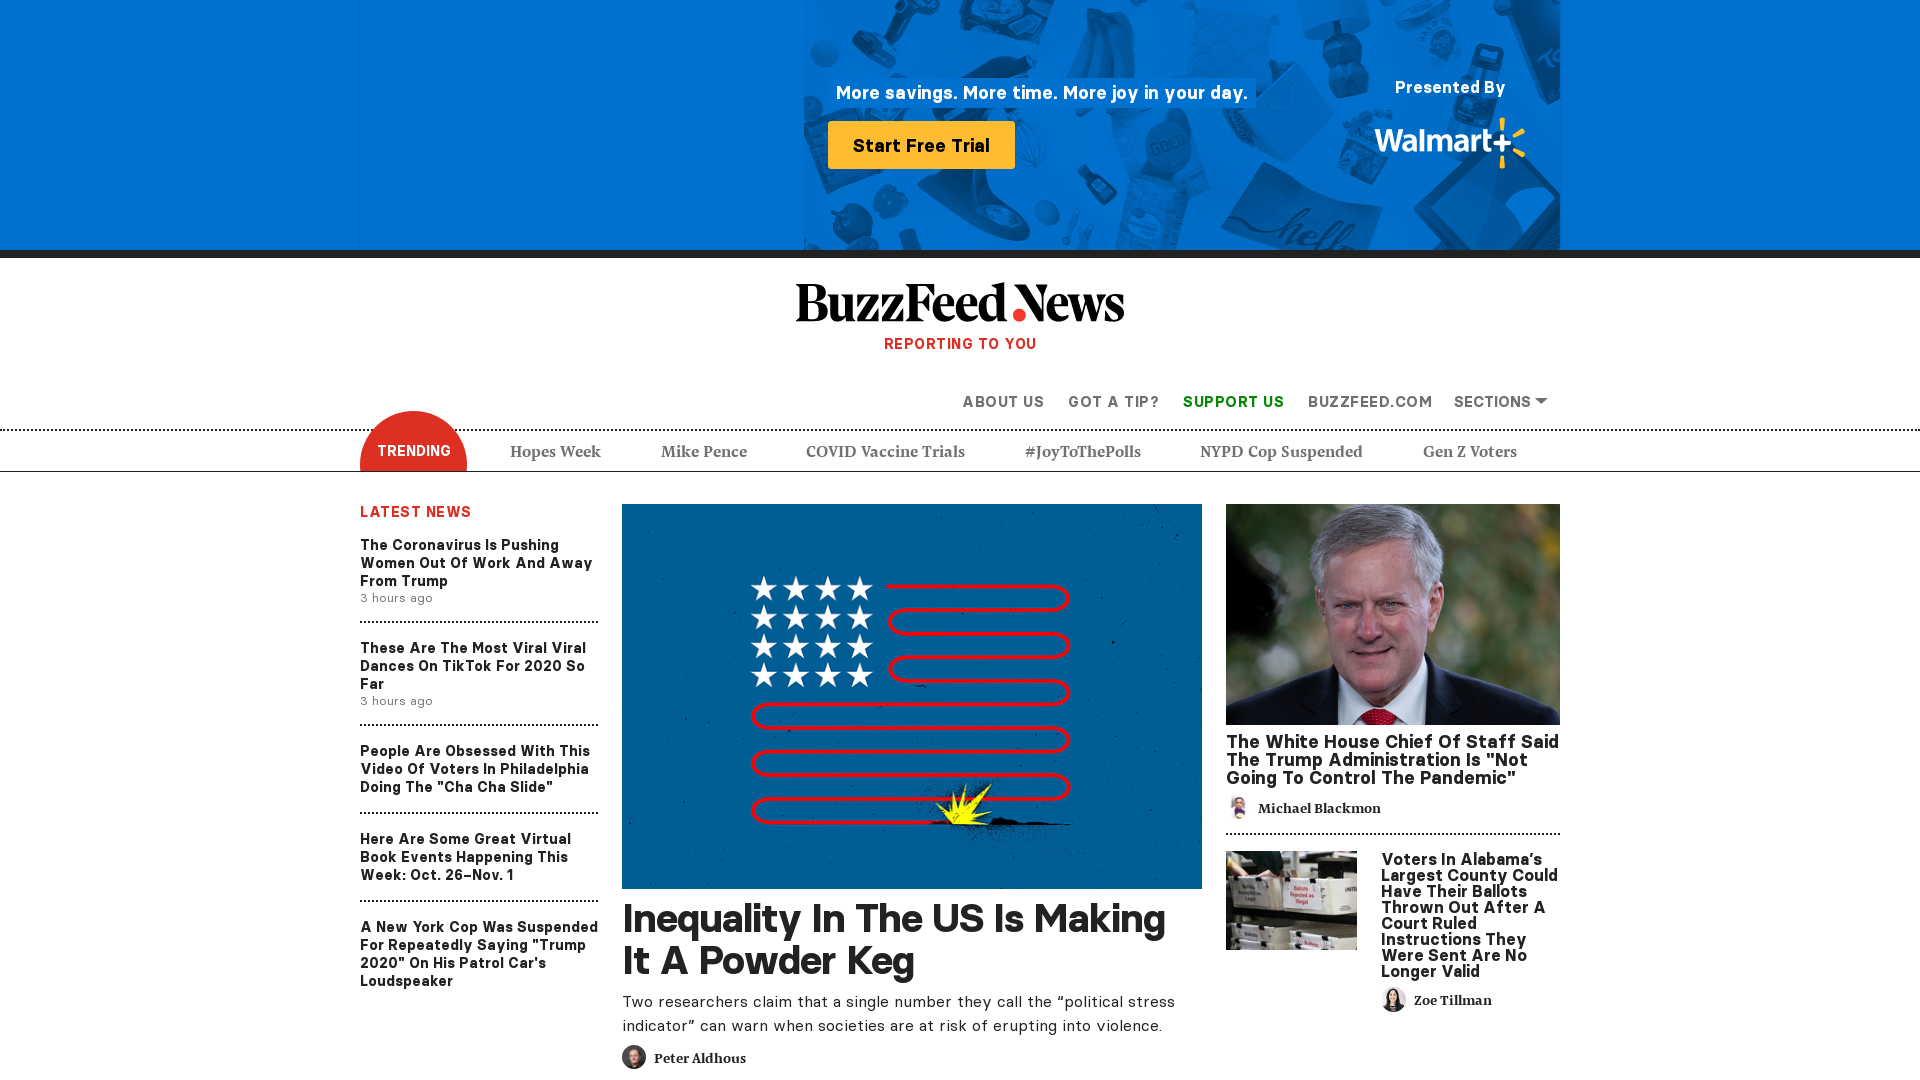 More savings. More time. More joy in your day.
Start Free Trial
Presented By
Walmart+
hello
BuzzFeed News
REPORTING TO YOU
ABOUT US
GOT A TIP?
SUPPORT US
BUZZFEED.COM
SECTIONS
TRENDING
Hopes Week
Mike Pence
COVID Vaccine Trials
#JoyToThePolls
NYPD Cop Suspended
Gen Z Voters
LATEST NEWS
The Coronavirus Is Pushing
Women Out Of Work And Away
From Trump
3 hours ago
These Are The Most Viral Viral
Dances On TikTok For 2020 So
Far
3 hours ago
People Are Obsessed With This
Video Of Voters In Philadelphia
Doing The "Cha Cha Slide"
Here Are Some Great Virtual
Book Events Happening This
Week: Oct. 26–Nov. 1
A New York Cop Was Suspended
For Repeatedly Saying "Trump
2020" On His Patrol Car's
Loudspeaker
Inequality In The US Is Making
It A Powder Keg
Two researchers claim that a single number they call the “political stress
indicator” can warn when societies are at risk of erupting into violence.
Peter Aldhous
The White House Chief Of Staff Said
The Trump Administration Is "Not
Going To Control The Pandemic"
Michael Blackmon
Voters In Alabama’s
Largest County Could
Have Their Ballots
Thrown Out After A
Court Ruled
Instructions They
Were Sent Are No
Longer Valid
Zoe Tillman